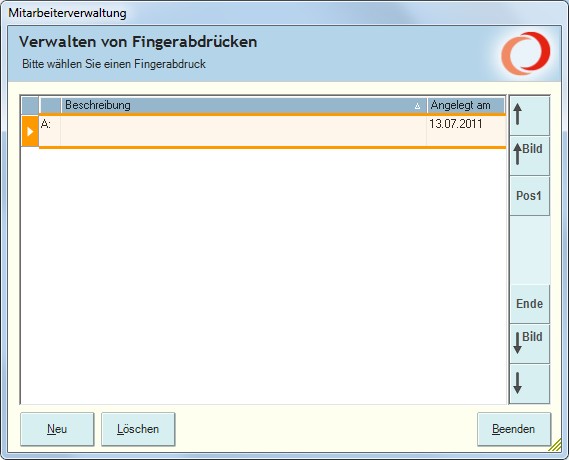 Mitarbeiterverwaltung
Verwalten von Fingerabdrücken
Bitte wählen Sie einen Fingerabdruck
Beschreibung Angelegt am
A: 13.07.2011
Bild
Pos1
Ende
Bild
Neu Löschen Beenden